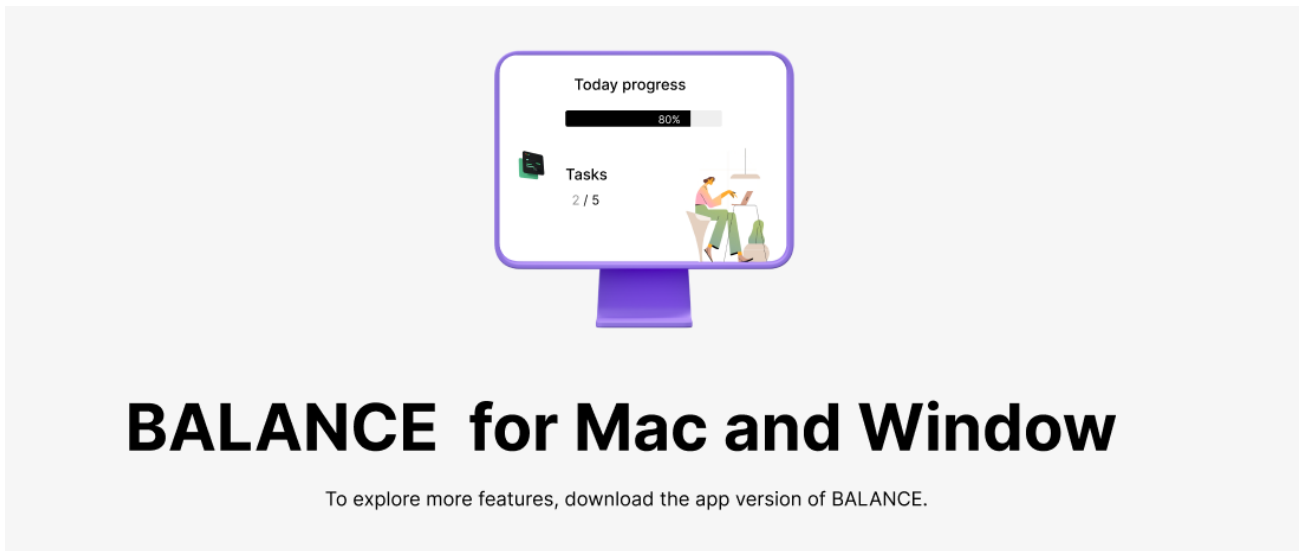 Today progress
80%
Tasks
2 / 5
BALANCE for Mac and Window
To explore more features, download the app version of BALANCE.